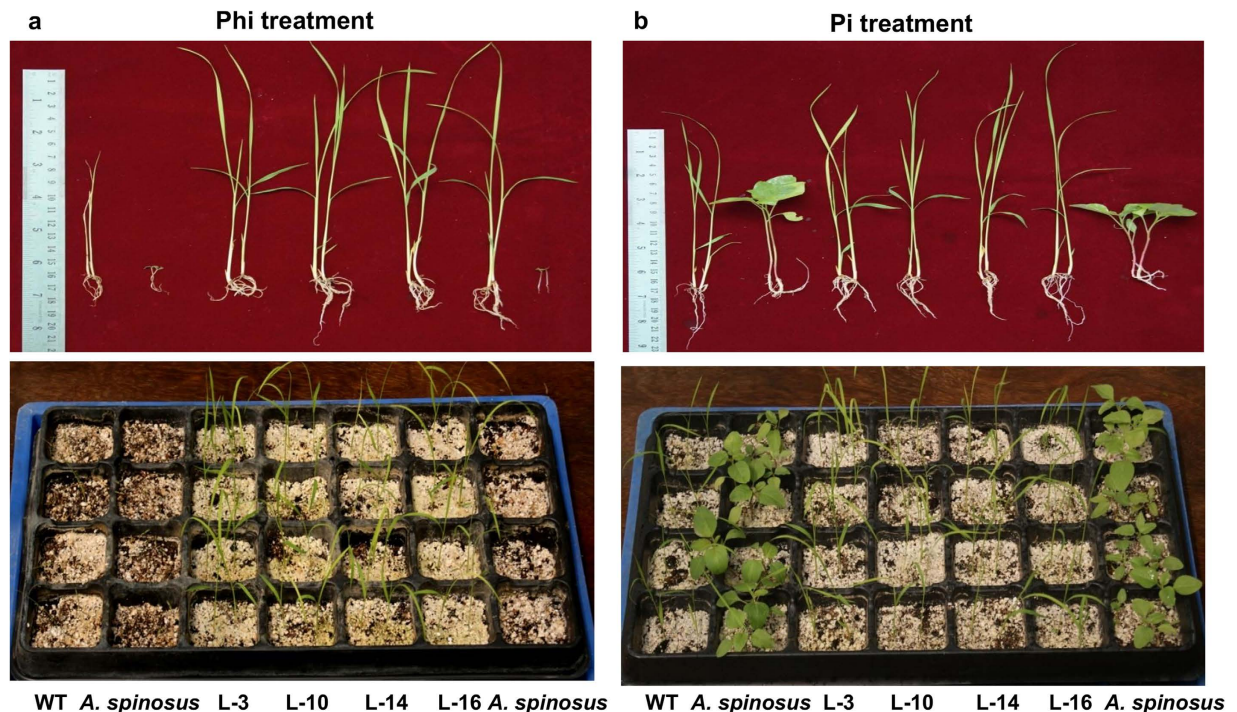 a Phi treatment
b Pi treatment
WT A. spinosus L-3 L-10 L-14 L-16 A. spinosus
WT A. spinosus L-3 L-10 L-14 L-16 A. spinosus